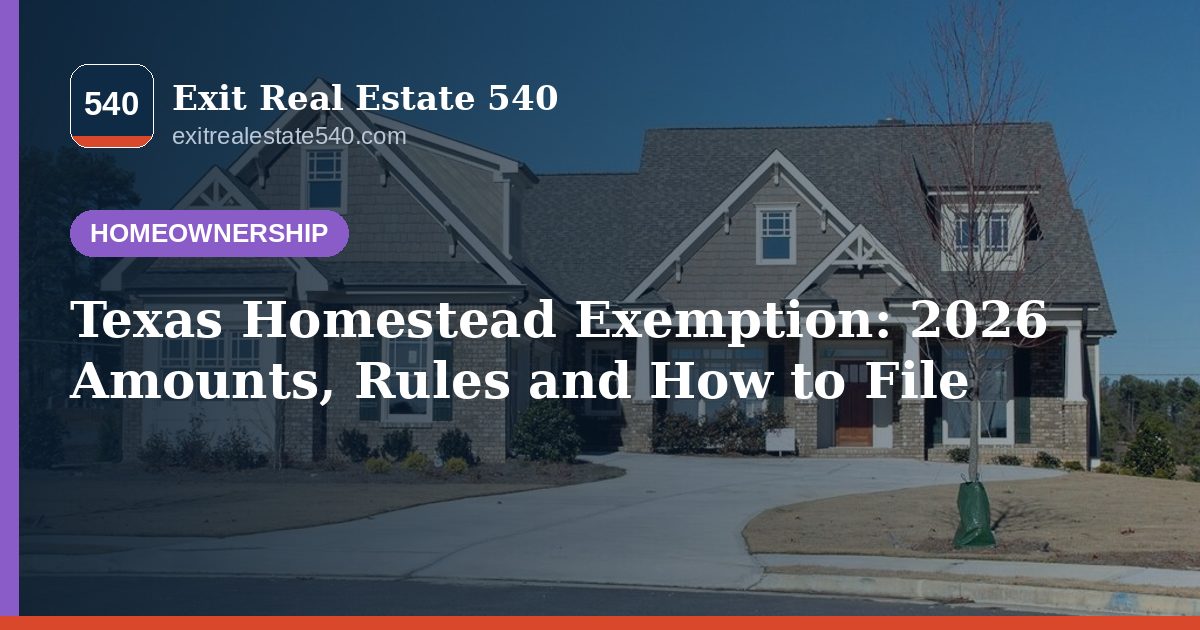 540
Exit Real Estate 540
exitrealestate540.com
HOMEOWNERSHIP
Texas Homestead Exemption: 2026
Amounts, Rules and How to File